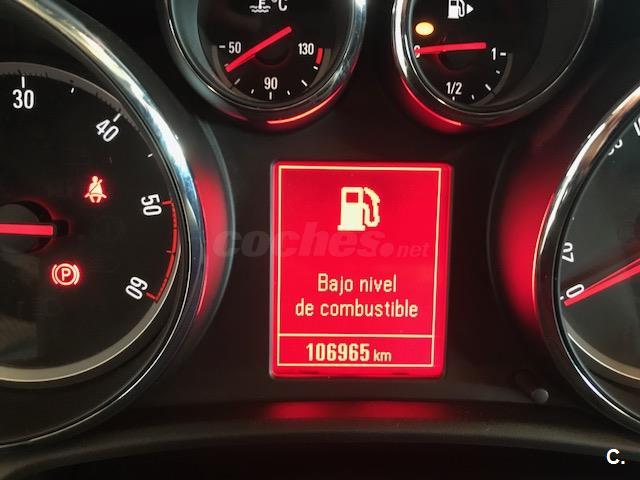 °C
50
130
90
1
1/2
30
40
50
60
P
coches.net
Bajo nivel
de combustible
106965 km
20
0
C.